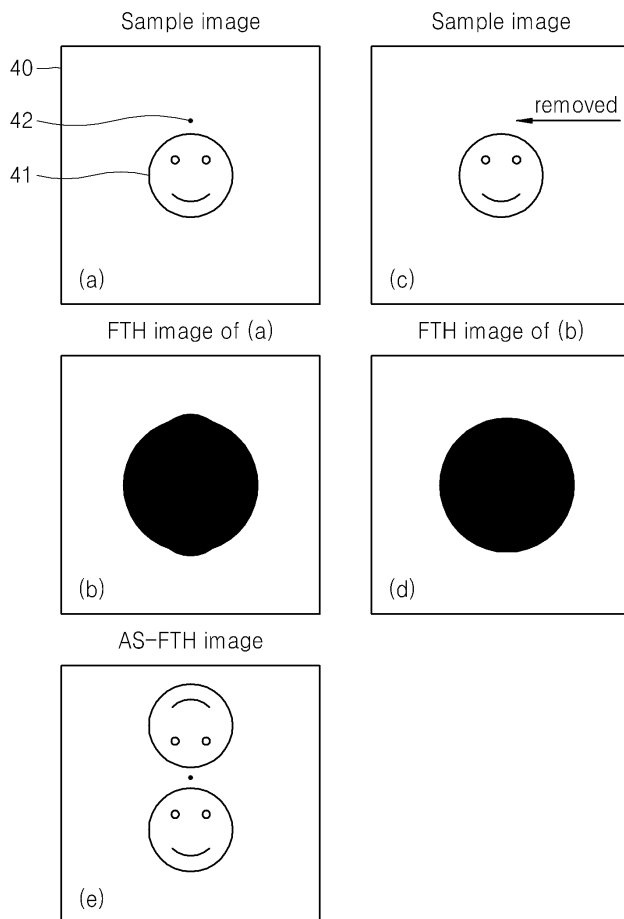 Sample image
40
42
41
(a)
Sample image
removed
(c)
FTH image of (a)
(b)
FTH image of (b)
(d)
AS-FTH image
(e)